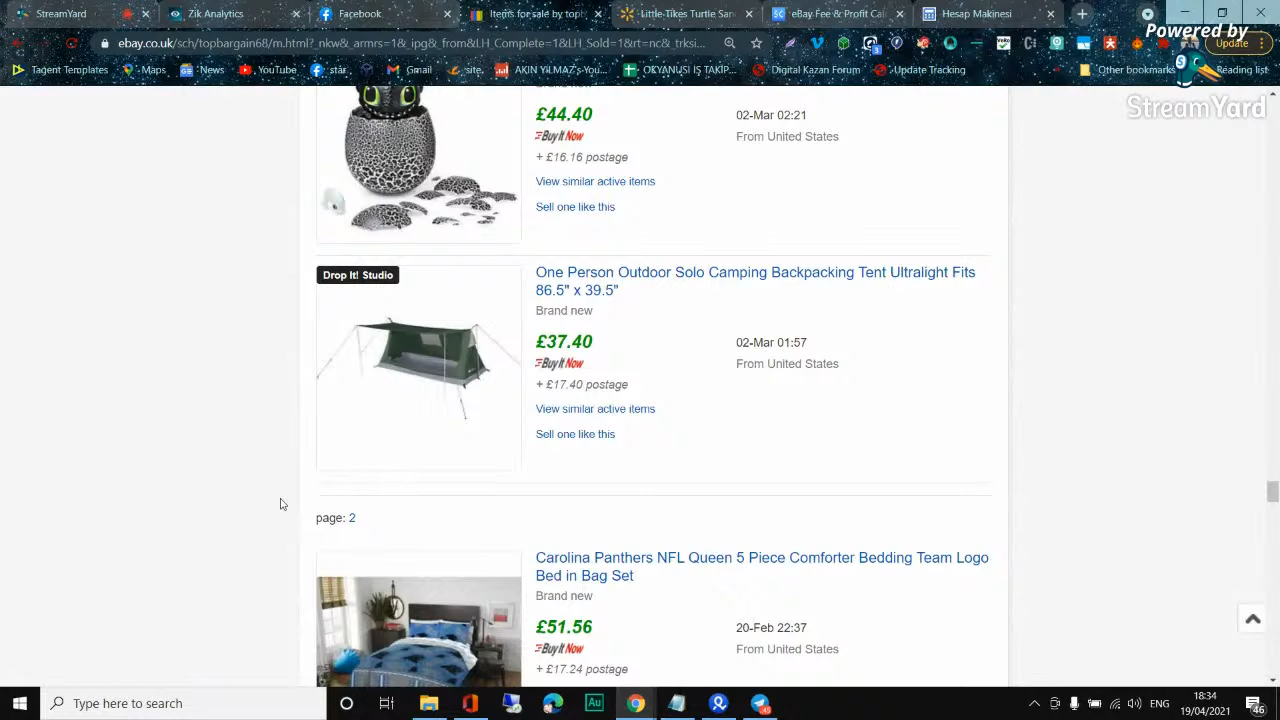 StreamYard
Zik Analytics
Facebook
Items for sale by topb
Little Tikes Turtle San
eBay Fee & Profit Cal
Hesap Makinesi
ebay.co.uk/sch/topbargain68/m.html?_nkw&_armrs=1&_ipg&_from&LH_Complete=1&LH_Sold=1&rt=nc&_trksi...
Update
Powered by
StreamYard
Tagent Templates
Maps
News
YouTube
star
Gmail
site
AKIN YILMAZ's-You...
OKYANUSI IŞ TAKİP...
Digital Kazan Forum
Update Tracking
Other bookmarks
Reading list
£44.40
02-Mar 02:21
Buy It Now
From United States
+ £16.16 postage
View similar active items
Sell one like this
Drop It! Studio
One Person Outdoor Solo Camping Backpacking Tent Ultralight Fits
86.5" x 39.5"
Brand new
£37.40
02-Mar 01:57
Buy It Now
From United States
+ £17.40 postage
View similar active items
Sell one like this
page: 2
Carolina Panthers NFL Queen 5 Piece Comforter Bedding Team Logo
Bed in Bag Set
Brand new
£51.56
20-Feb 22:37
Buy It Now
From United States
+ £17.24 postage
Type here to search
ENG
18:34
19/04/2021
46